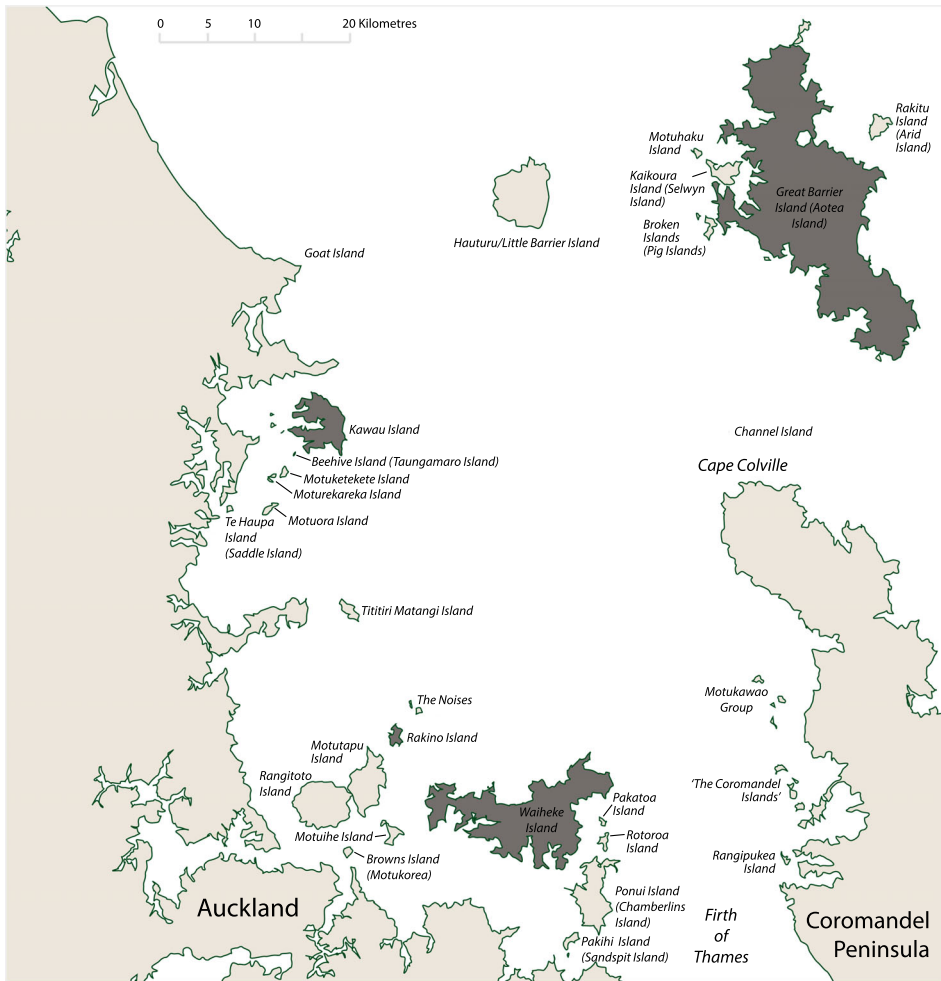 0 5 10 20 Kilometres
Rakitu
Island
(Arid
Island)
Motuhaku
Island
Kaikoura
Island (Selwyn
Island)
Great Barrier
Island (Aotea
Island)
Broken
Islands
(Pig Islands)
Hauturu/Little Barrier Island
Goat Island
Kawau Island
Channel Island
Beehive Island (Taungamaro Island)
Cape Colville
Motuketekete Island
Moturekareka Island
Motuora Island
Te Haupa
Island
(Saddle Island)
Tititiri Matangi Island
The Noises
Motukawao
Group
Rakino Island
Motutapu
Island
Rangitoto
Island
'The Coromandel
Islands'
Pakatoa
Island
Waiheke
Island
Motuihe Island
Rotoroa
Island
Browns Island
(Motukorea)
Rangipukea
Island
Ponui Island
(Chamberlins
Island)
Auckland
Firth
of
Thames
Coromandel
Peninsula
Pakihi Island
(Sandspit Island)